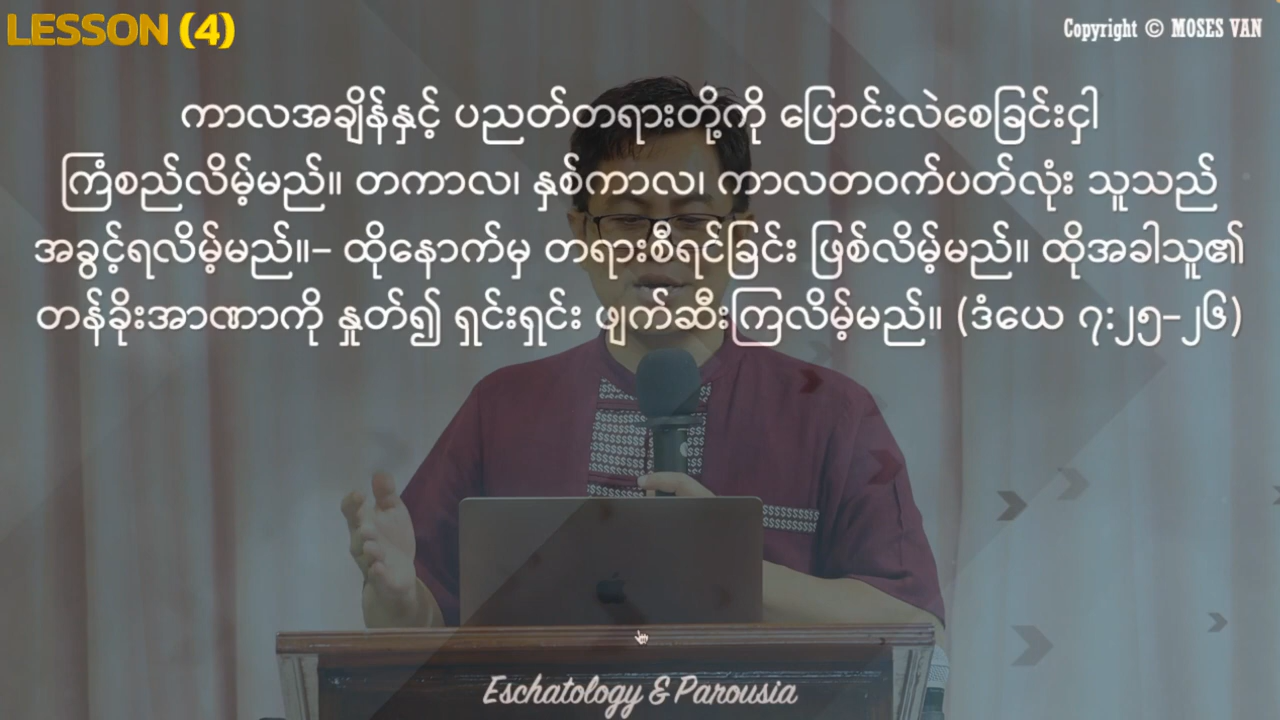 LESSON (4)
Copyright © MOSES VAN
ကာလအချိန်နှင့် ပညတ်တရားတို့ကို ပြောင်းလဲစေခြင်းငှါ
ကြံစည်လိမ့်မည်။ တကာလ၊ နှစ်ကာလ၊ ကာလတဝက်ပတ်လုံး သူသည်
အခွင့်ရလိမ့်မည်။– ထိုနောက်မှ တရားစီရင်ခြင်း ဖြစ်လိမ့်မည်။ ထိုအခါသူ၏
တန်ခိုးအာဏာကို နှုတ်၍ ရှင်းရှင်း ဖျက်ဆီးကြလိမ့်မည်။ (ဒံယေ ၇:၂၅–၂၆)
Eschatology & Parousia